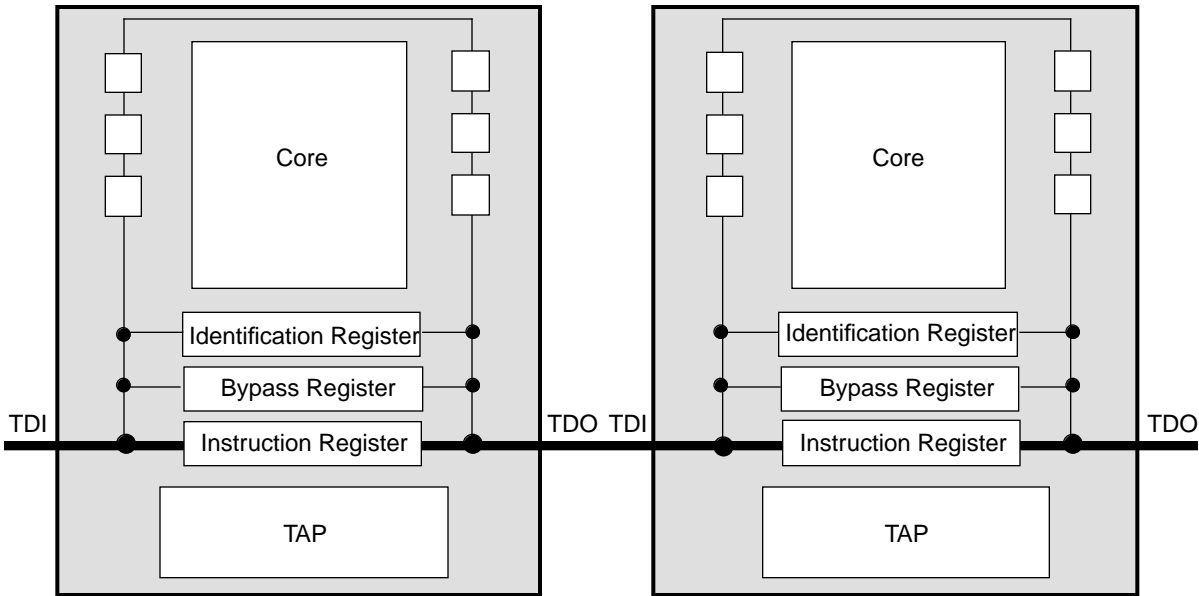 Core
Core
Identification Register
Identification Register
Bypass Register
Bypass Register
TDI
TDO
TDI
TDO
Instruction Register
Instruction Register
TAP
TAP